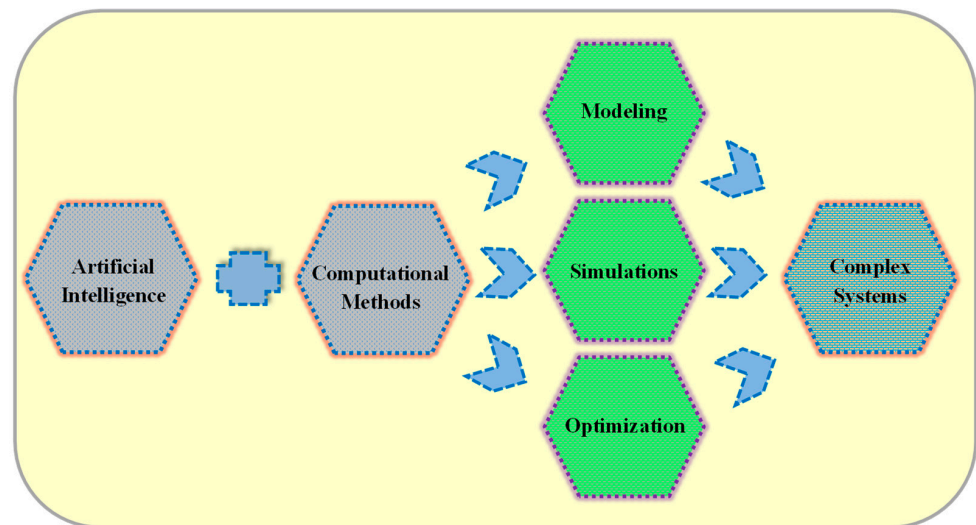 Artificial
Intelligence
Computational
Methods
Modeling
Simulations
Optimization
Complex
Systems